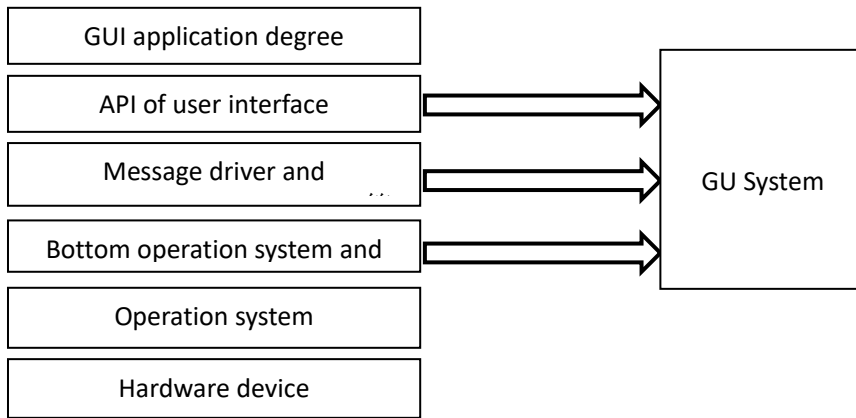 GUI application degree
API of user interface
Message driver and
Bottom operation system and
Operation system
Hardware device
GU System